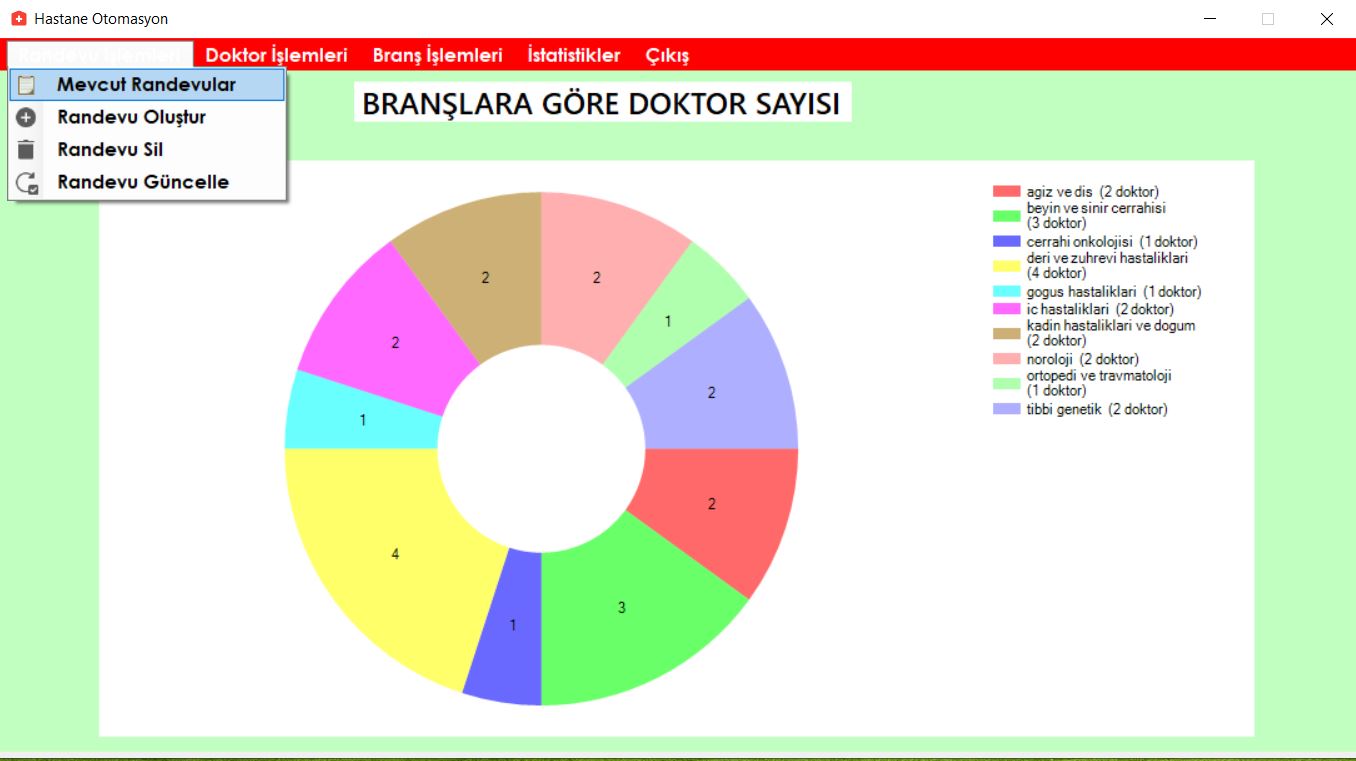 Hastane Otomasyon
Randevu İşlemleri Doktor İşlemleri Branş İşlemleri İstatistikler Çıkış
Mevcut Randevular
Randevu Oluştur
Randevu Sil
Randevu Güncelle
BRANŞLARA GÖRE DOKTOR SAYISI
agiz ve dis (2 doktor)
beyin ve sinir cerrahisi
(3 doktor)
cerrahi onkolojisi (1 doktor)
deri ve zuhrevi hastaliklari
(4 doktor)
gogus hastaliklari (1 doktor)
ic hastaliklari (2 doktor)
kadin hastaliklari ve dogum
(2 doktor)
noroloji (2 doktor)
ortopedi ve travmatoloji
(1 doktor)
tibbi genetik (2 doktor)
2
2
1
2
2
1
2
4
3
1